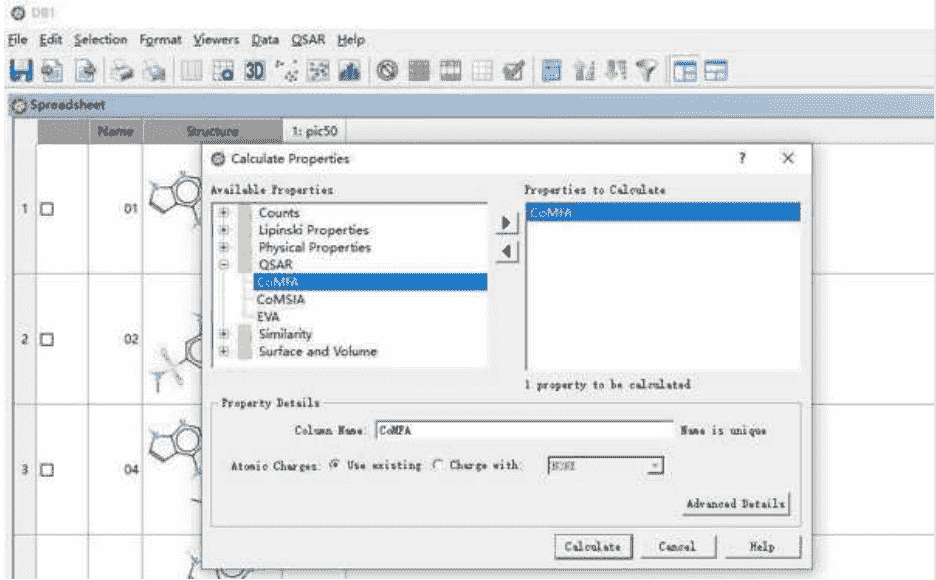 DB1
File Edit Selection Format Viewers Data QSAR Help
3D
Spreadsheet
Name Structure 1: pic50
Calculate Properties ? ×
Available Properties Properties to Calculate
Counts CoMFA
Lipinski Properties
Physical Properties
QSAR
CoMFA
CoMSIA
EVA
Similarity
Surface and Volume
1 01
2 02
3 04
1 property to be calculated
Property Details
Column Name: CoMFA Name is unique
Atomic Charges: Use existing Charge with: NONE
Advanced Details
Calculate Cancel Help